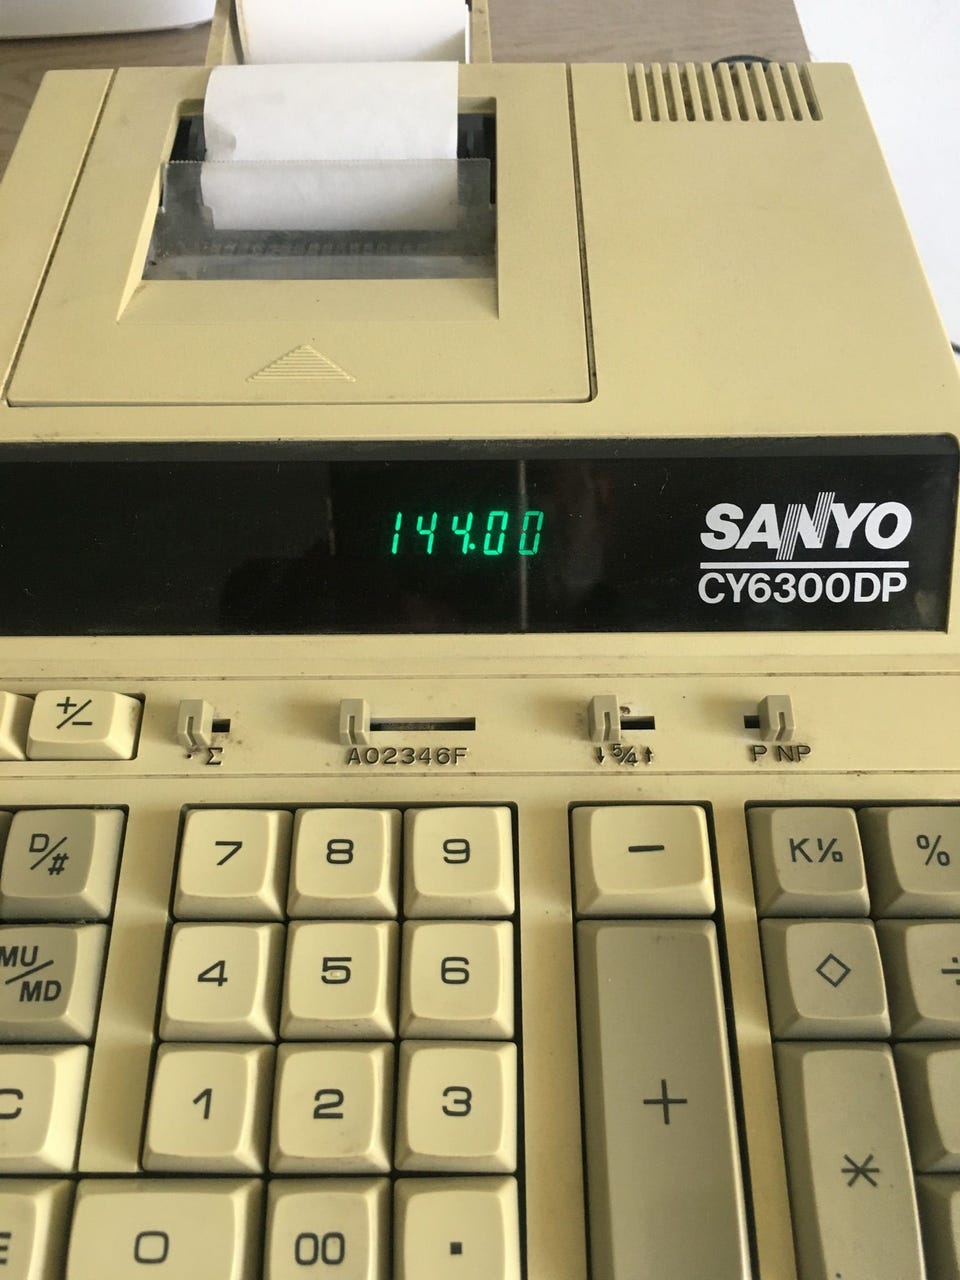 144.00
SANYO
CY6300DP
+/-
· Σ
A02346F
↓ 5/4 ↑
P NP
D/#
7 8 9
−
K%
%
MU/MD
4 5 6
◇
÷
C
1 2 3
+
*
E
0 00 .